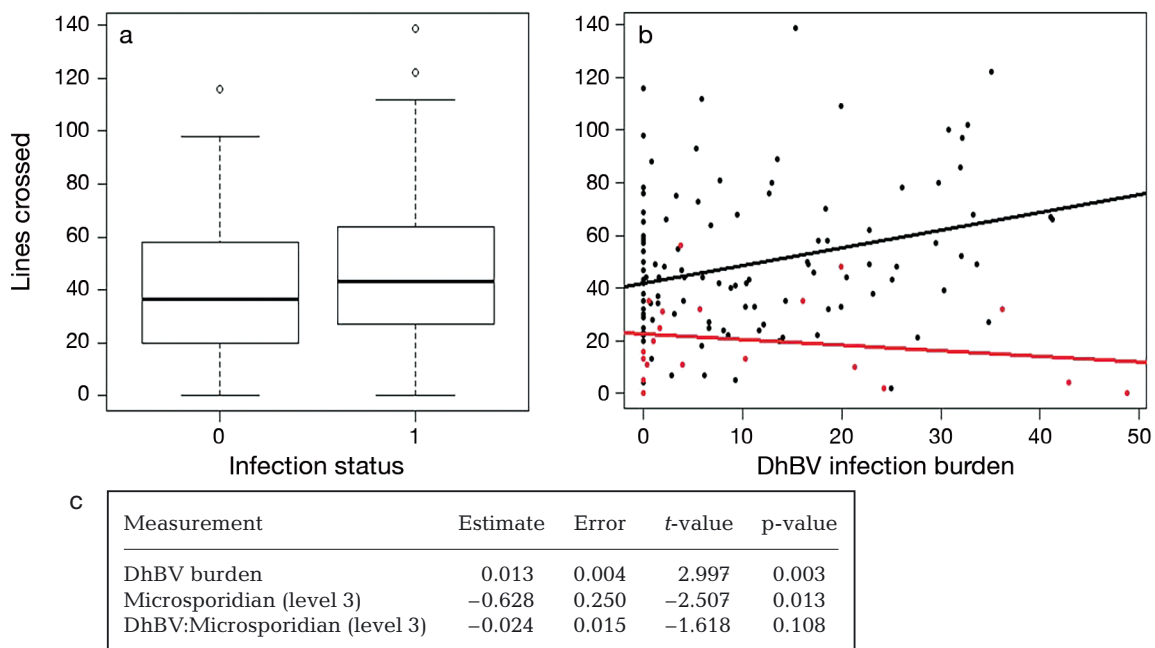 a
140
120
100
80
60
40
20
0
Lines crossed
0 1
Infection status
b
140
120
100
80
60
40
20
0
0 10 20 30 40 50
DhBV infection burden
c
Measurement Estimate Error t-value p-value
DhBV burden 0.013 0.004 2.997 0.003
Microsporidian (level 3) −0.628 0.250 −2.507 0.013
DhBV:Microsporidian (level 3) −0.024 0.015 −1.618 0.108